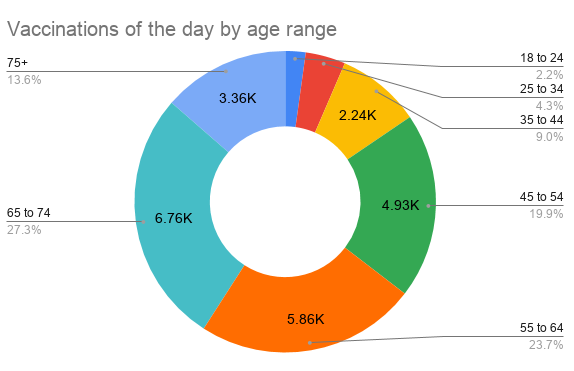 Vaccinations of the day by age range
18 to 24
2.2%
25 to 34
4.3%
35 to 44
9.0%
45 to 54
19.9%
55 to 64
23.7%
75+
13.6%
65 to 74
27.3%
3.36K
2.24K
4.93K
6.76K
5.86K